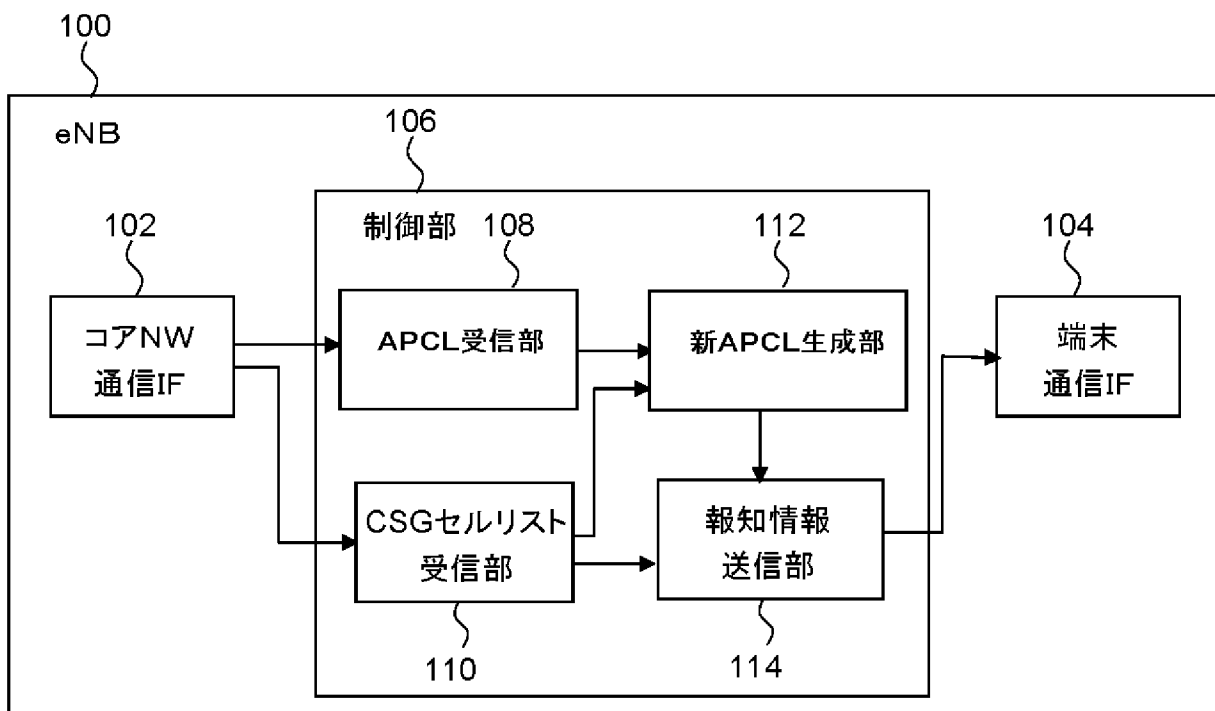 100
eNB
106
102
制御部
108
112
104
コアNW
通信IF
APCL受信部
新APCL生成部
端末
通信IF
CSGセルリスト
受信部
報知情報
送信部
110
114